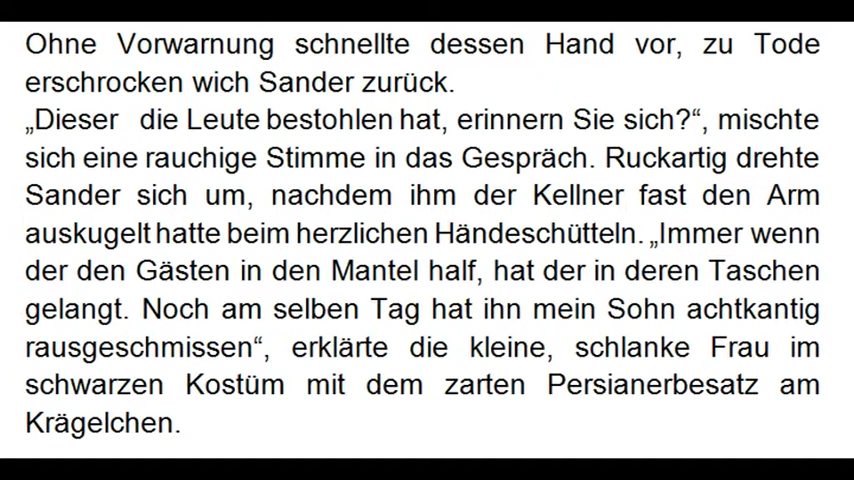 Ohne Vorwarnung schnellte dessen Hand vor, zu Tode
erschrocken wich Sander zurück.
„Dieser die Leute bestohlen hat, erinnern Sie sich?“, mischte
sich eine rauchige Stimme in das Gespräch. Ruckartig drehte
Sander sich um, nachdem ihm der Kellner fast den Arm
auskugelt hatte beim herzlichen Händeschütteln. „Immer wenn
der den Gästen in den Mantel half, hat der in deren Taschen
gelangt. Noch am selben Tag hat ihn mein Sohn achtkantig
rausgeschmissen“, erklärte die kleine, schlanke Frau im
schwarzen Kostüm mit dem zarten Persianerbesatz am
Krägelchen.